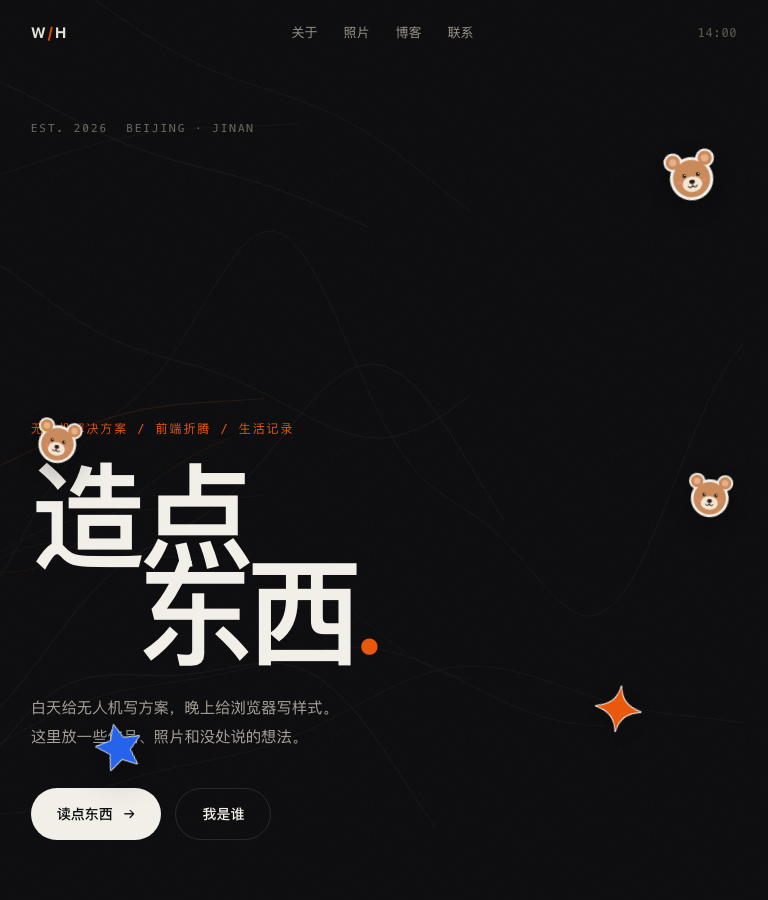 W/H
关于 照片 博客 联系
14:00
EST. 2026 BEIJING · JINAN
决方案 / 前端折腾 / 生活记录
造点
东西.
白天给无人机写方案，晚上给浏览器写样式。
这里放一些 、照片和没处说的想法。
读点东西 →
我是谁